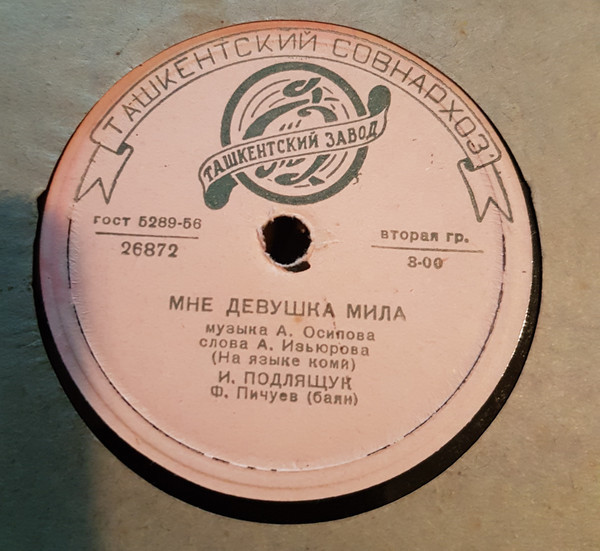 ТАШКЕНТСКИЙ СОВНАРХОЗ
ТАШКЕНТСКИЙ ЗАВОД
ГОСТ 5289-56
26872
вторая гр.
8-00
МНЕ ДЕВУШКА МИЛА
музыка А. Осипова
слова А. Изъюрова
(На языке коми)
И. ПОДЛЯЩУК
Ф. Пичуев (баян)